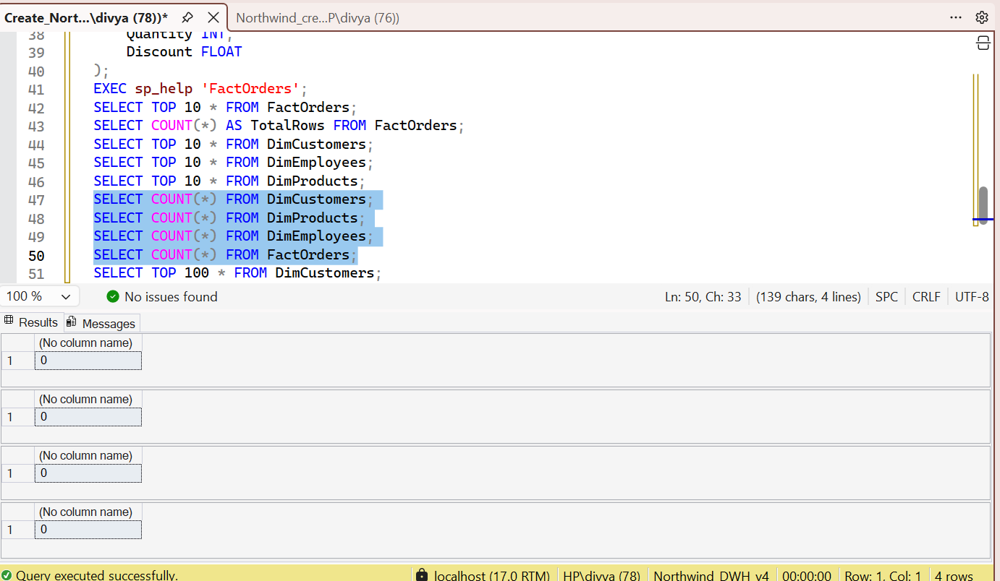 Create_Nort...\divya (78))*
Northwind_cre...P\divya (76))
38 Quantity INT,
39 Discount FLOAT
40 );
41 EXEC sp_help 'FactOrders';
42 SELECT TOP 10 * FROM FactOrders;
43 SELECT COUNT(*) AS TotalRows FROM FactOrders;
44 SELECT TOP 10 * FROM DimCustomers;
45 SELECT TOP 10 * FROM DimEmployees;
46 SELECT TOP 10 * FROM DimProducts;
47 SELECT COUNT(*) FROM DimCustomers;
48 SELECT COUNT(*) FROM DimProducts;
49 SELECT COUNT(*) FROM DimEmployees;
50 SELECT COUNT(*) FROM FactOrders;
51 SELECT TOP 100 * FROM DimCustomers;
100 % No issues found Ln: 50, Ch: 33 (139 chars, 4 lines) SPC CRLF UTF-8
Results Messages
(No column name)
1 0
(No column name)
1 0
(No column name)
1 0
(No column name)
1 0
Query executed successfully. localhost (17.0 RTM) HP\divya (78) Northwind_DWH_v4 00:00:00 Row: 1, Col: 1 4 rows